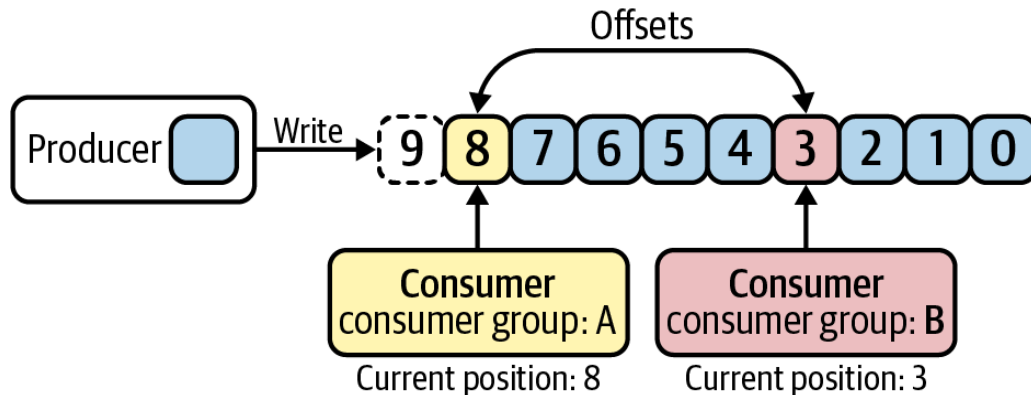 Offsets
Producer
Write
9 8 7 6 5 4 3 2 1 0
Consumer
consumer group: A
Current position: 8
Consumer
consumer group: B
Current position: 3